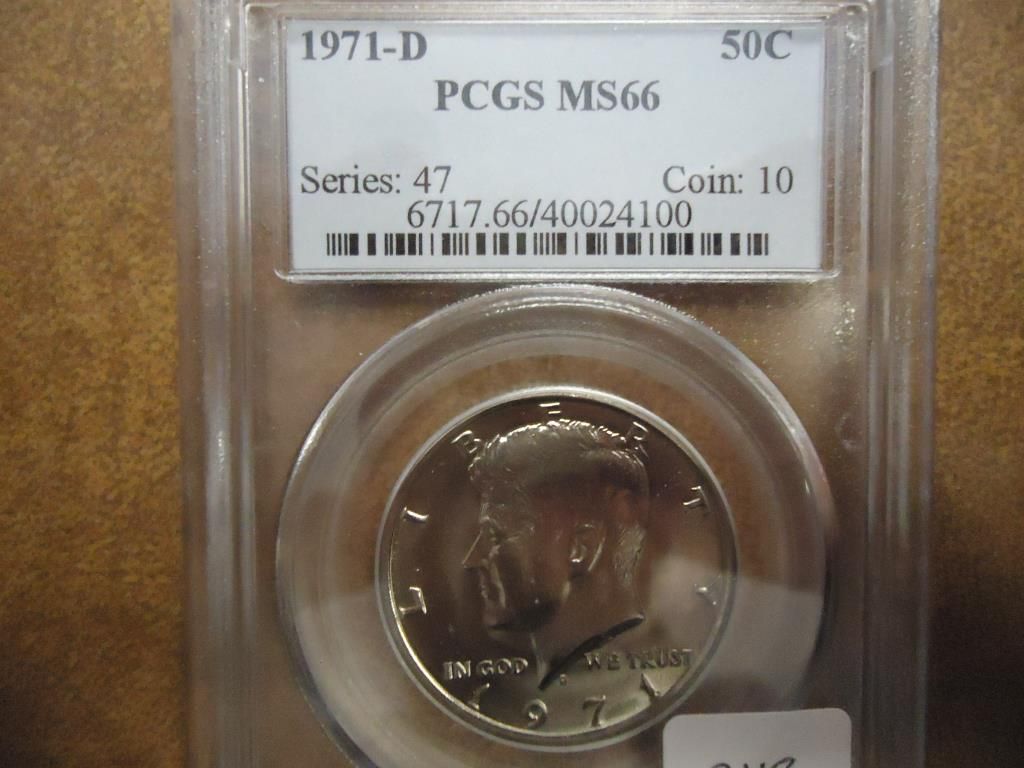 1971-D 50C
PCGS MS66
Series: 47 Coin: 10
6717.66/40024100
LIBERTY
IN GOD WE TRUST
D
1971